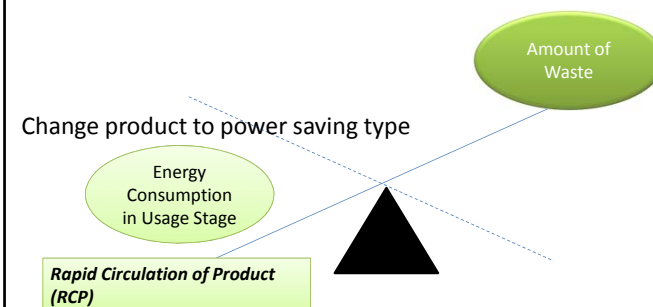 Amount of
Waste
Change product to power saving type
Energy
Consumption
in Usage Stage
Rapid Circulation of Product
(RCP)